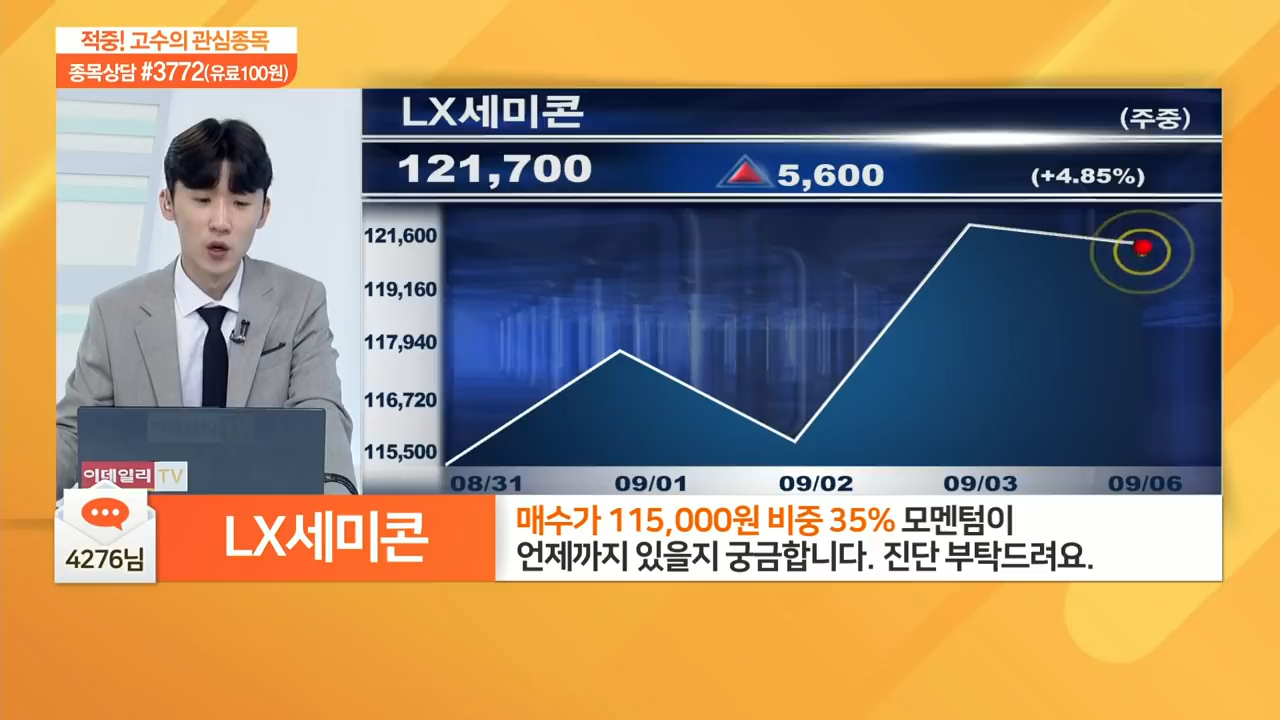 적중! 고수의 관심종목
종목상담 #3772(유료100원)
LX세미콘
(주중)
121,700
5,600
(+4.85%)
121,600
119,160
117,940
116,720
115,500
08/31
09/01
09/02
09/03
09/06
이데일리 TV
4276님
LX세미콘
매수가 115,000원 비중 35% 모멘텀이
언제까지 있을지 궁금합니다. 진단 부탁드려요.